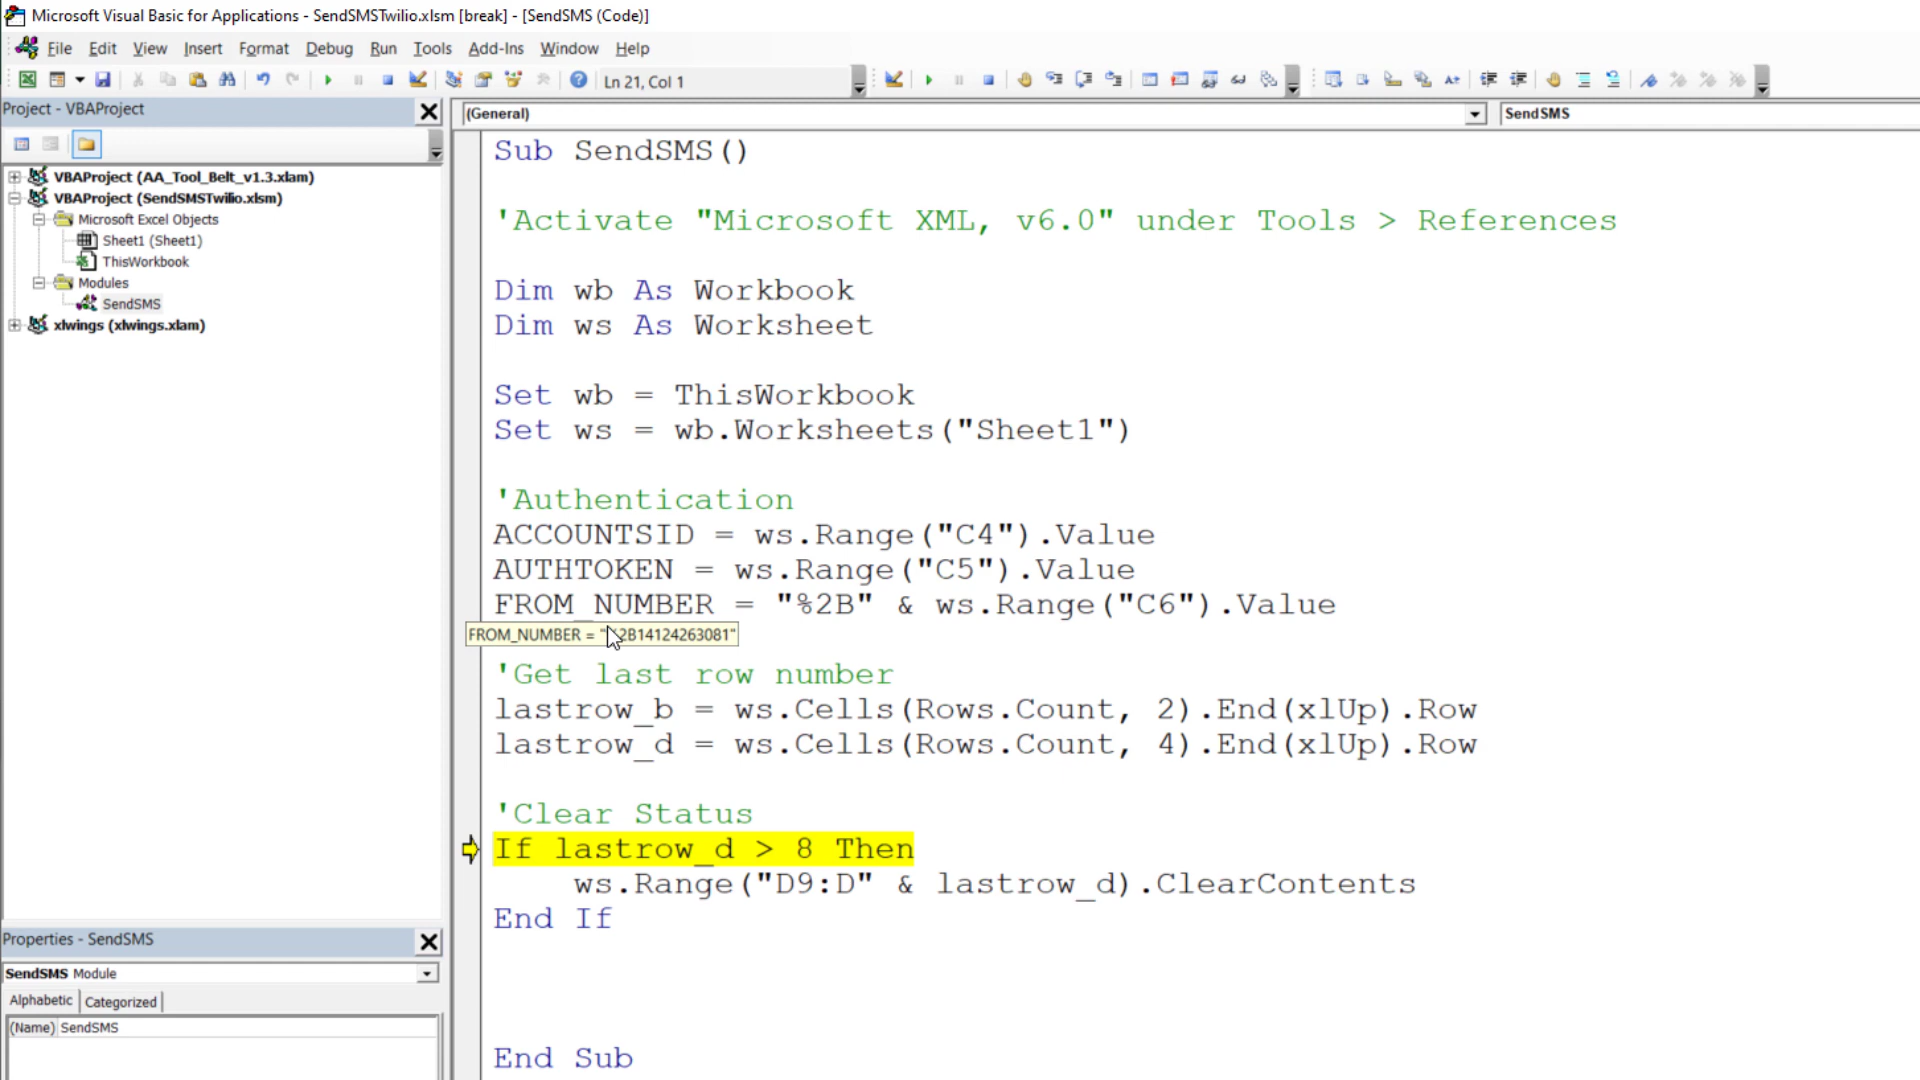 Microsoft Visual Basic for Applications - SendSMSTwilio.xlsm [break] - [SendSMS (Code)]
File Edit View Insert Format Debug Run Tools Add-Ins Window Help
Ln 21, Col 1
Project - VBAProject
(General)
SendSMS
VBAProject (AA_Tool_Belt_v1.3.xlam)
VBAProject (SendSMSTwilio.xlsm)
Microsoft Excel Objects
Sheet1 (Sheet1)
ThisWorkbook
Modules
SendSMS
xlwings (xlwings.xlam)
Properties - SendSMS
SendSMS Module
Alphabetic Categorized
(Name) SendSMS
Sub SendSMS()
'Activate "Microsoft XML, v6.0" under Tools > References
Dim wb As Workbook
Dim ws As Worksheet
Set wb = ThisWorkbook
Set ws = wb.Worksheets("Sheet1")
'Authentication
ACCOUNTSID = ws.Range("C4").Value
AUTHTOKEN = ws.Range("C5").Value
FROM_NUMBER = "%2B" & ws.Range("C6").Value
FROM_NUMBER = "%2B14124263081"
'Get last row number
lastrow_b = ws.Cells(Rows.Count, 2).End(xlUp).Row
lastrow_d = ws.Cells(Rows.Count, 4).End(xlUp).Row
'Clear Status
If lastrow_d > 8 Then
ws.Range("D9:D" & lastrow_d).ClearContents
End If
End Sub